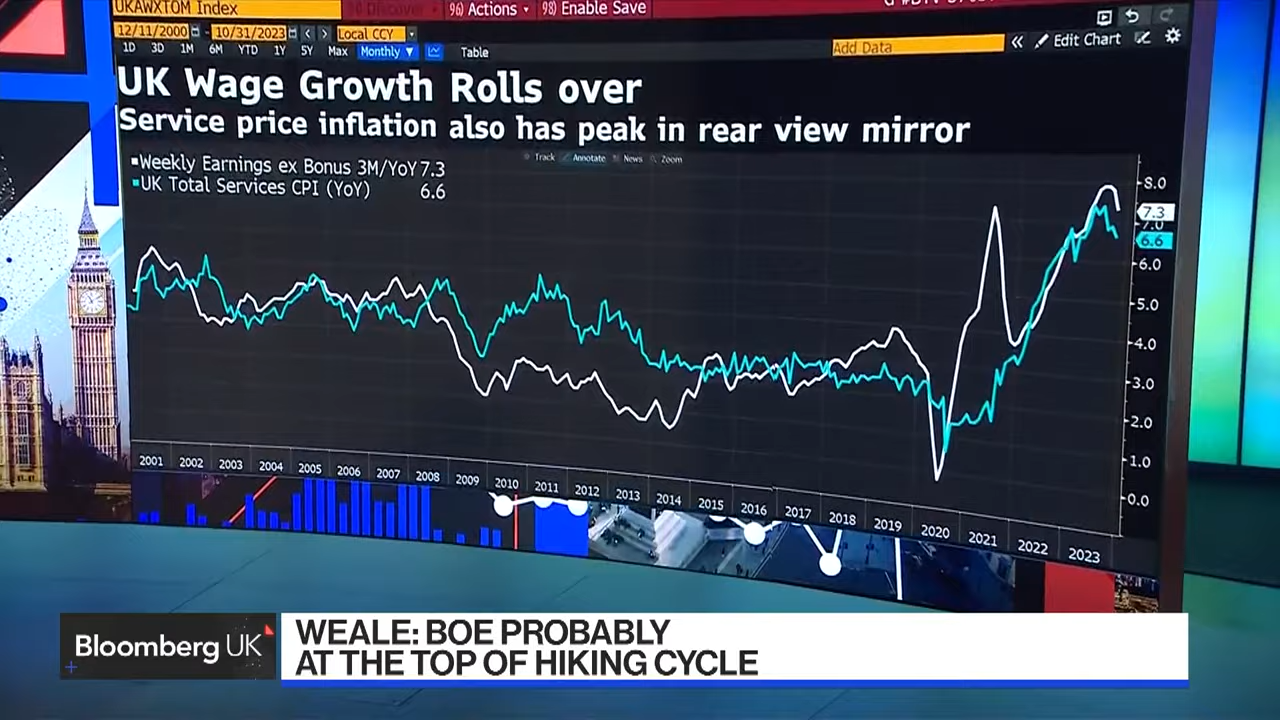 UKAWXTOM Index
96) Actions
98) Enable Save
12/11/2000 - 10/31/2023
Local CCY
1D 3D 1M 6M YTD 1Y 5Y Max Monthly ▼ Table
Add Data
« Edit Chart
UK Wage Growth Rolls over
Service price inflation also has peak in rear view mirror
Track Annotate News Zoom
Weekly Earnings ex Bonus 3M/YoY 7.3
UK Total Services CPI (YoY) 6.6
8.0
7.3
7.0
6.6
6.0
5.0
4.0
3.0
2.0
1.0
0.0
2001 2002 2003 2004 2005 2006 2007 2008 2009 2010 2011 2012 2013 2014 2015 2016 2017 2018 2019 2020 2021 2022 2023
Bloomberg UK
WEALE: BOE PROBABLY
AT THE TOP OF HIKING CYCLE